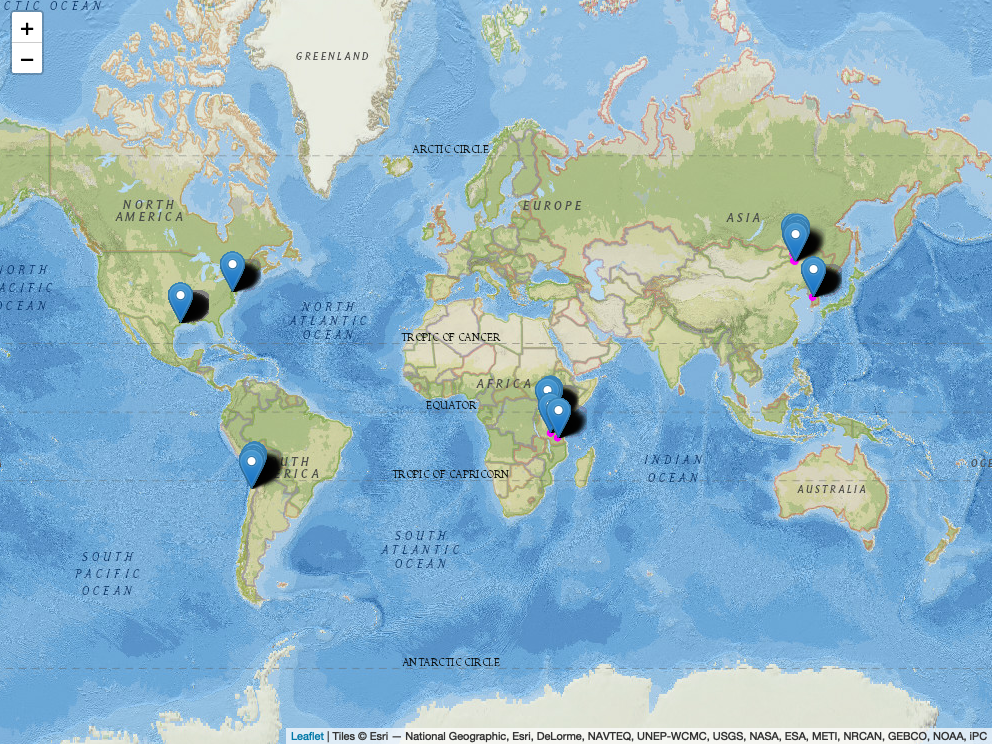 CTIC OCEAN
+
−
GREENLAND
ARCTIC CIRCLE
NORTH
AMERICA
EUROPE
ASIA
NORTH
ACIFIC
OCEAN
NORTH
ATLANTIC
OCEAN
TROPIC OF CANCER
AFRICA
EQUATOR
UTH
RICA
TROPIC OF CAPRICORN
INDIAN
OCEAN
AUSTRALIA
OCE
SOUTH
ATLANTIC
OCEAN
SOUTH
PACIFIC
OCEAN
ANTARCTIC CIRCLE
Leaflet | Tiles © Esri — National Geographic, Esri, DeLorme, NAVTEQ, UNEP-WCMC, USGS, NASA, ESA, METI, NRCAN, GEBCO, NOAA, iPC